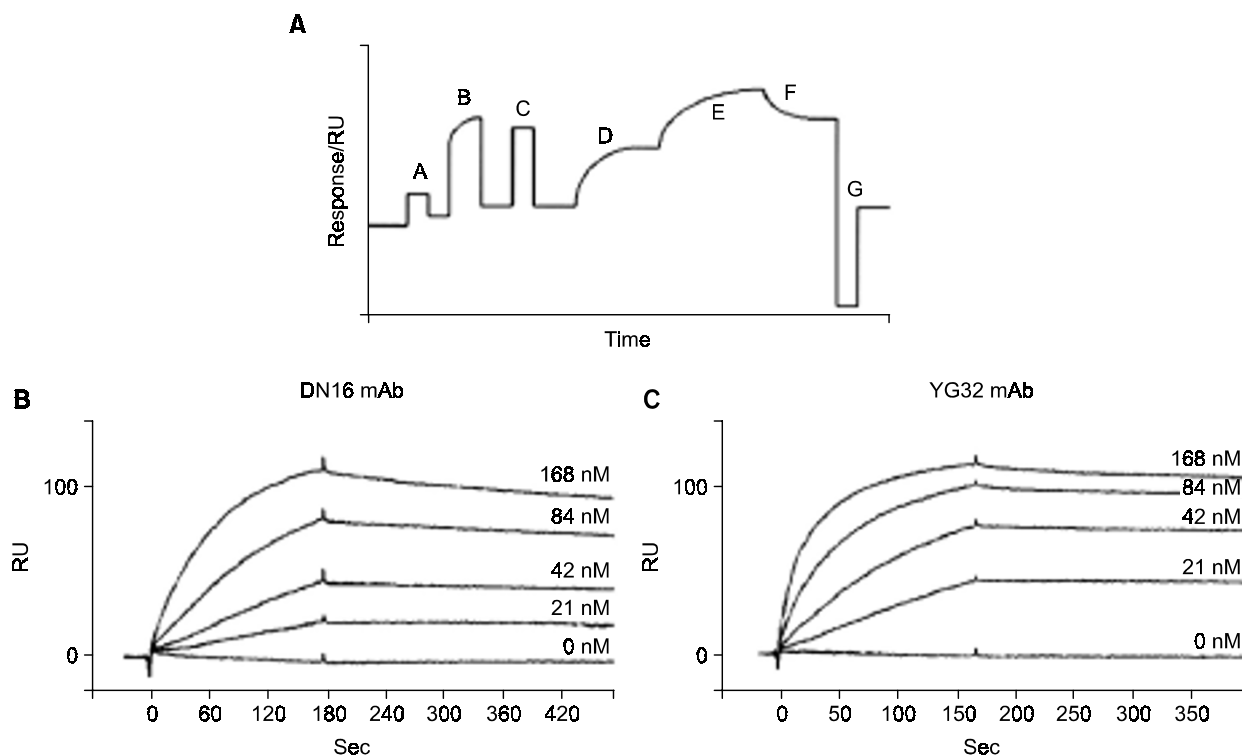 A
Response/RU
A
B
C
D
E
F
G
Time
B
DN16 mAb
RU
100
0
168 nM
84 nM
42 nM
21 nM
0 nM
0 60 120 180 240 300 360 420
Sec
C
YG32 mAb
RU
100
0
168 nM
84 nM
42 nM
21 nM
0 nM
0 50 100 150 200 250 300 350
Sec